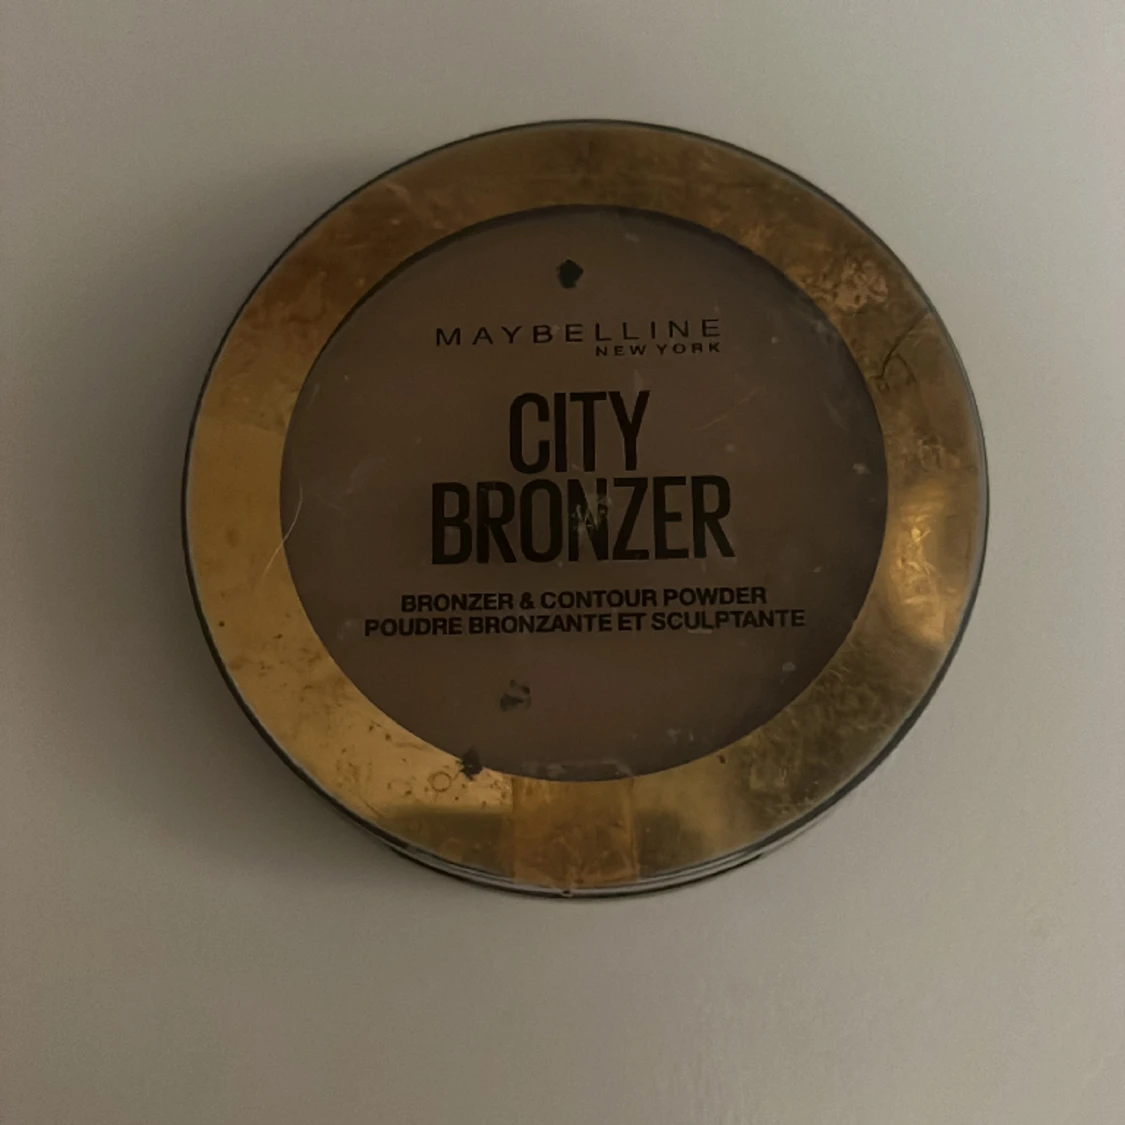 MAYBELLINE
NEW YORK
CITY
BRONZER
BRONZER & CONTOUR POWDER
POUDRE BRONZANTE ET SCULPTANTE